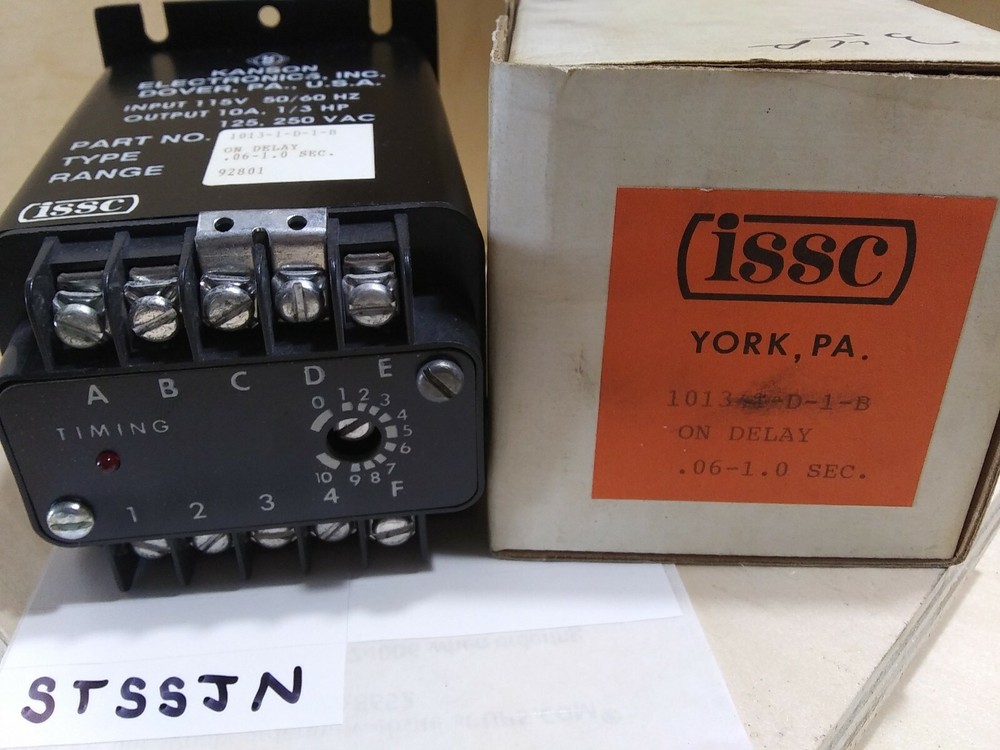 KANSON
ELECTRONICS, INC.
DOVER, PA., U.S.A.
INPUT 115V 50/60 HZ
OUTPUT 10A, 1/3 HP
125, 250 VAC
PART NO. 1013-1-D-1-B
TYPE ON DELAY
RANGE .06-1.0 SEC.
92801
issc
A B C D E
TIMING
0 1 2 3 4 5 6 7 8 9 10
1 2 3 4 F
issc
YORK, PA.
1013-1-D-1-B
ON DELAY
.06-1.0 SEC.
STSSJN